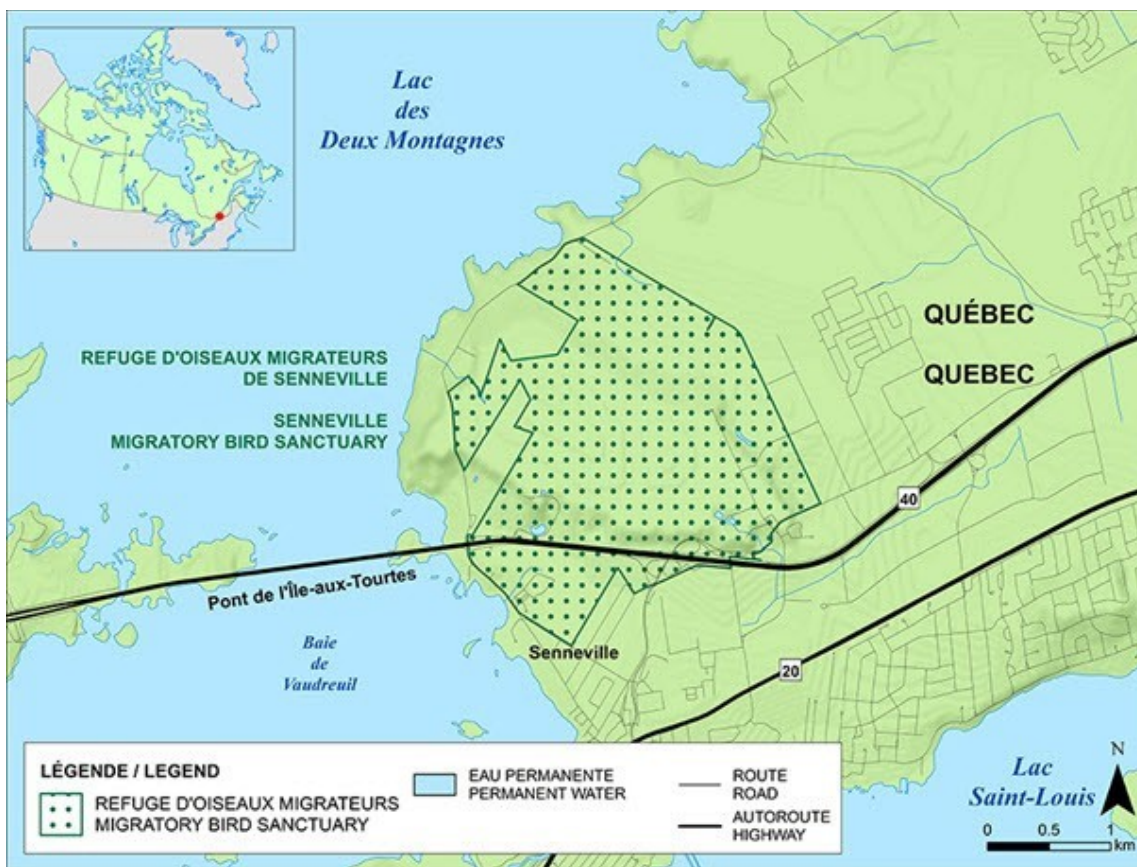 Lac
des
Deux Montagnes
QUÉBEC
QUEBEC
REFUGE D'OISEAUX MIGRATEURS
DE SENNEVILLE
SENNEVILLE
MIGRATORY BIRD SANCTUARY
40
Pont de l'Île-aux-Tourtes
Baie
de
Vaudreuil
Senneville
20
LÉGENDE / LEGEND
REFUGE D'OISEAUX MIGRATEURS
MIGRATORY BIRD SANCTUARY
EAU PERMANENTE
PERMANENT WATER
ROUTE
ROAD
AUTOROUTE
HIGHWAY
Lac
Saint-Louis
N
0 0.5 1
km